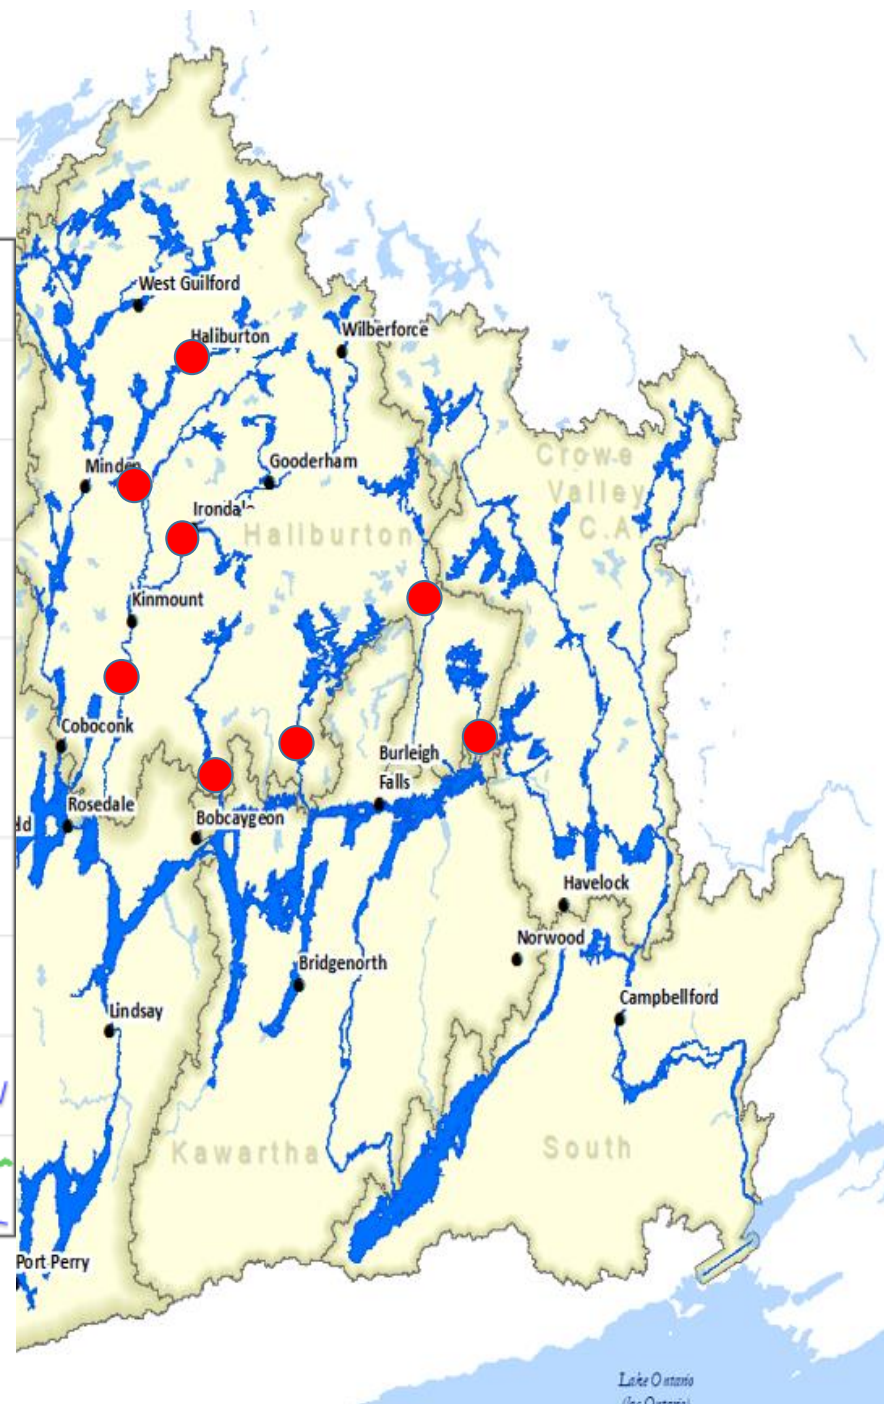 West Guilford
Haliburton
Wilberforce
Crowe
Valley
C.A.
Minden
Gooderham
Irondale
Haliburton
Kinmount
Coboconk
Burleigh
Falls
Rosedale
Bobcaygeon
Havelock
Norwood
Bridgenorth
Campbellford
Lindsay
Kawartha
South
Port Perry
Lake Ontario